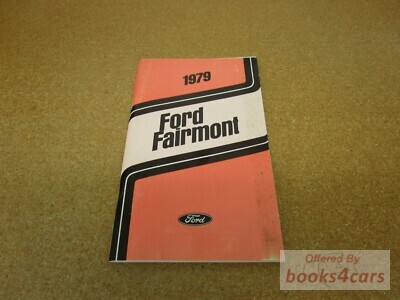 1979
Ford
Fairmont
Ford
Offered By
books4cars